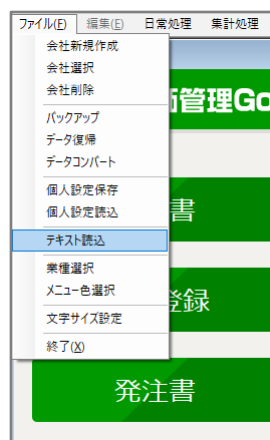 ファイル(F) 編集(E) 日常処理 集計処理
会社新規作成
会社選択
会社削除
バックアップ
データ復帰
データコンバート
個人設定保存
個人設定読込
テキスト読込
業種選択
メニュー色選択
文字サイズ設定
終了(X)
管理Go
書
登録
発注書